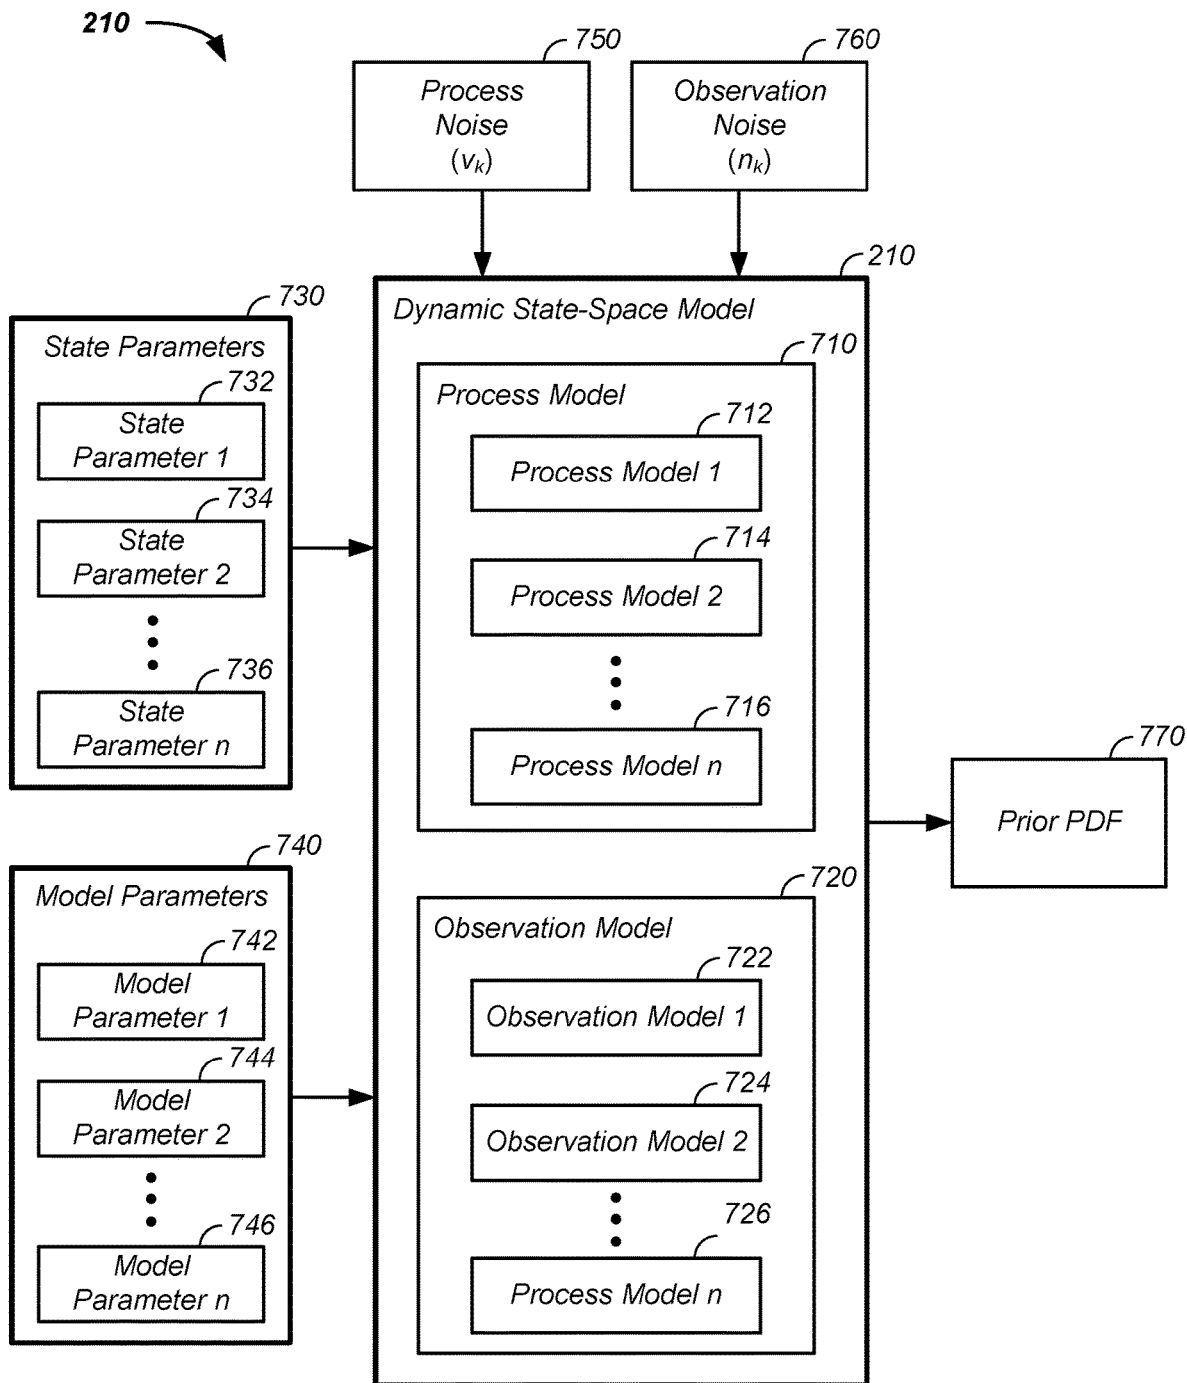 210
750
Process
Noise
(vk)
760
Observation
Noise
(nk)
210
Dynamic State-Space Model
730
State Parameters
732
State
Parameter 1
734
State
Parameter 2
736
State
Parameter n
740
Model Parameters
742
Model
Parameter 1
744
Model
Parameter 2
746
Model
Parameter n
710
Process Model
712
Process Model 1
714
Process Model 2
716
Process Model n
720
Observation Model
722
Observation Model 1
724
Observation Model 2
726
Process Model n
770
Prior PDF